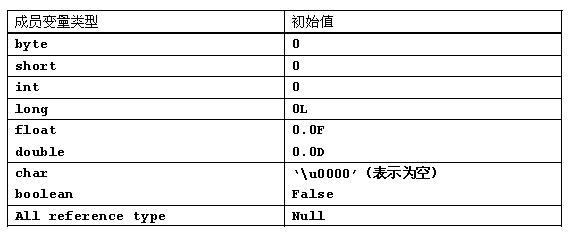 成员变量类型 初始值
byte 0
short 0
int 0
long 0L
float 0.0F
double 0.0D
char ‘\u0000’ (表示为空)
boolean False
All reference type Null